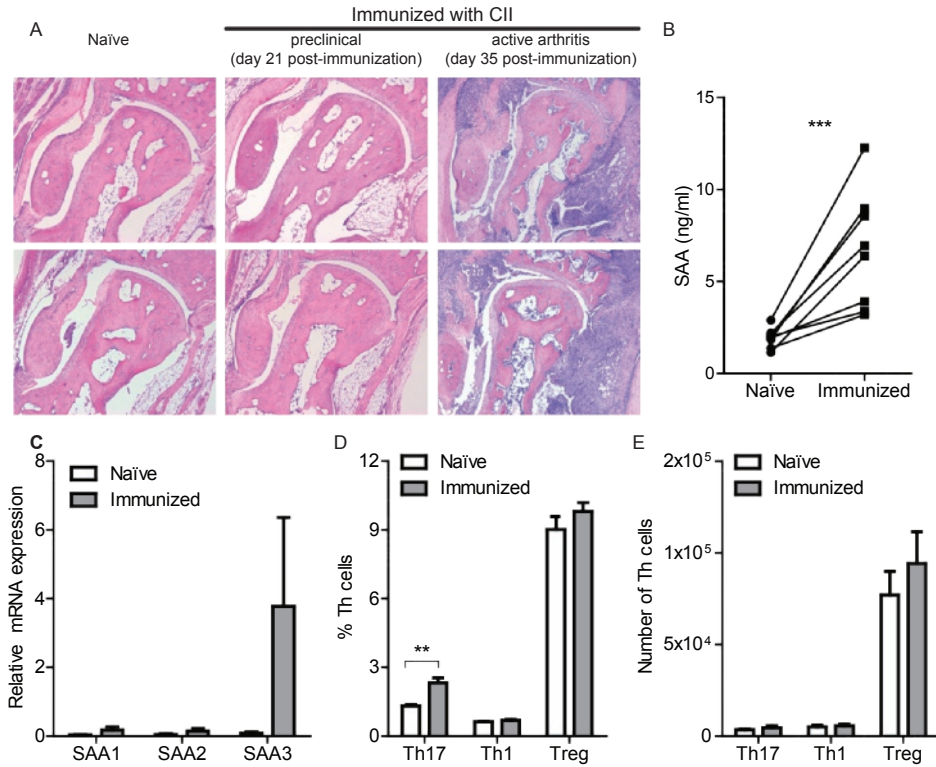 A
Immunized with CII
Naïve
preclinical
(day 21 post-immunization)
active arthritis
(day 35 post-immunization)
B
15
10
5
0
SAA (ng/ml)
***
Naïve
Immunized
C
8
6
4
2
0
Relative mRNA expression
Naïve
Immunized
SAA1
SAA2
SAA3
D
12
9
6
3
0
% Th cells
Naïve
Immunized
**
Th17
Th1
Treg
E
2x10⁵
1x10⁵
5x10⁴
0
Number of Th cells
Naïve
Immunized
Th17
Th1
Treg